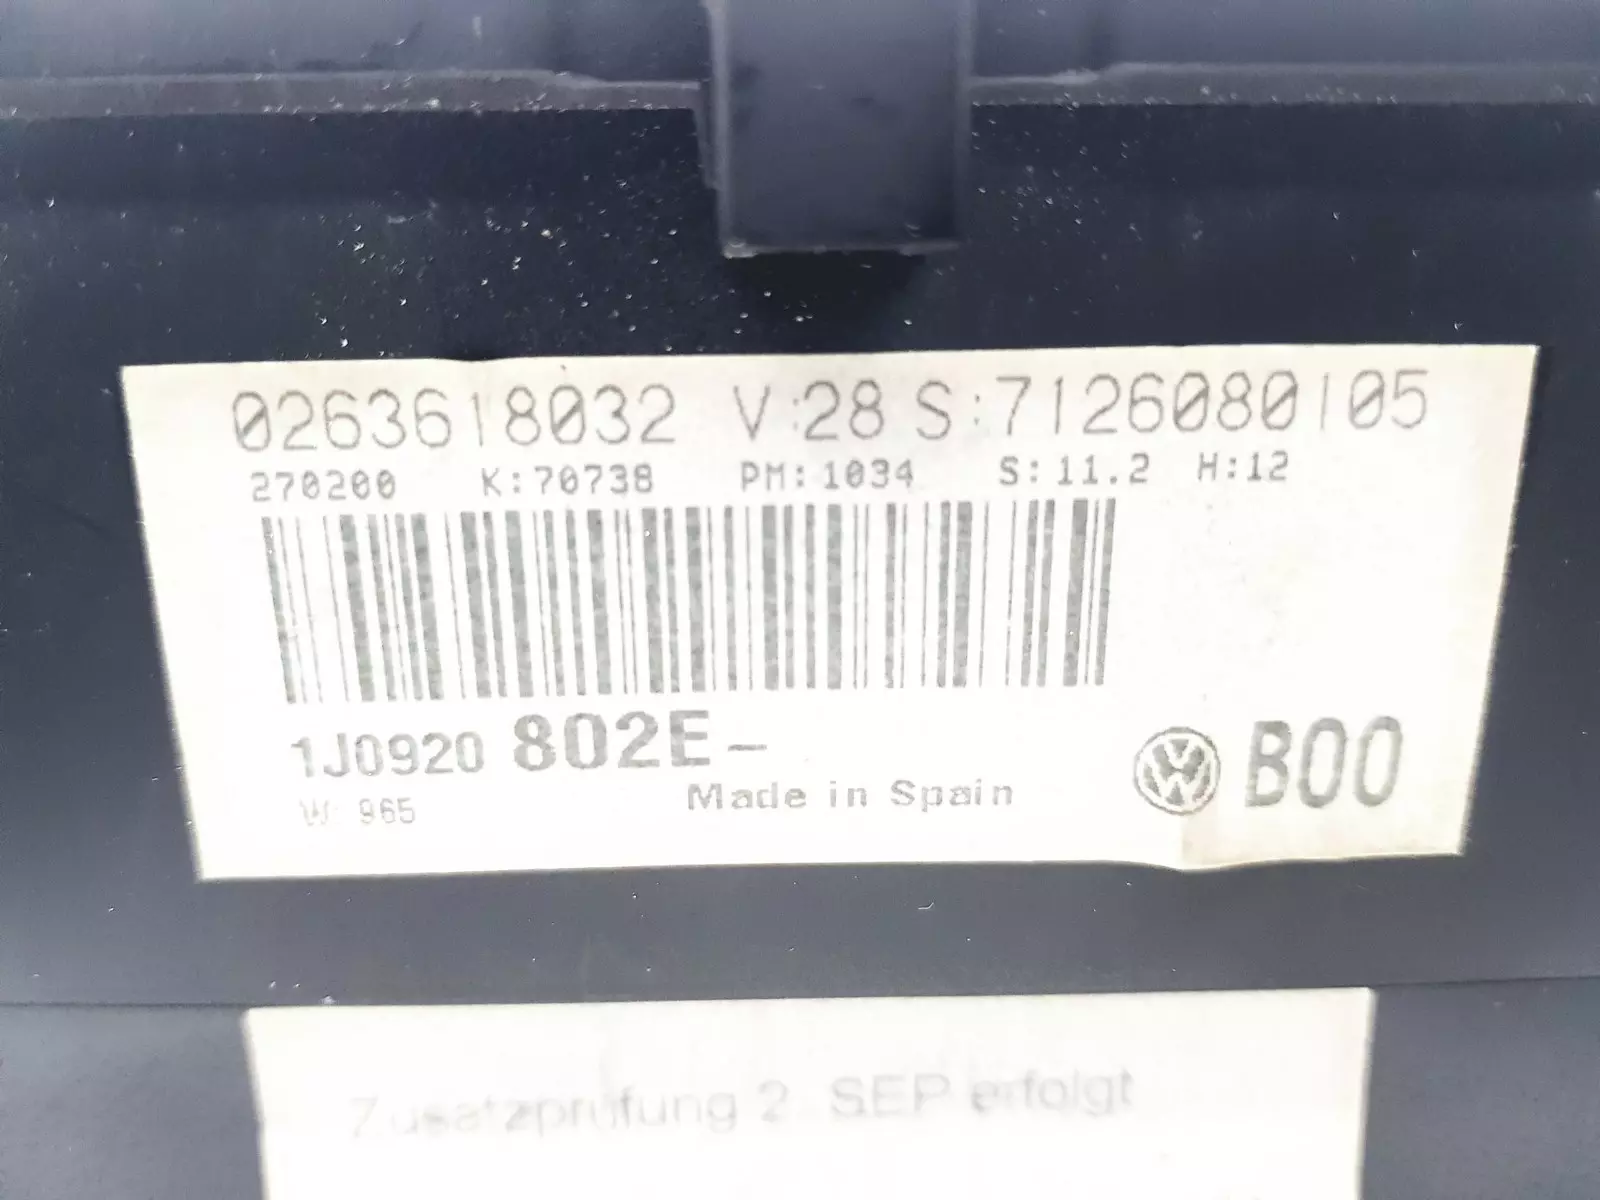 0263618032 V:28 S:7126080105
270200 K:70738 PM:1034 S:11.2 H:12
1J0920 802E-
B00
Made in Spain
W 965
Zusatzprüfung 2. SEP erfolgt